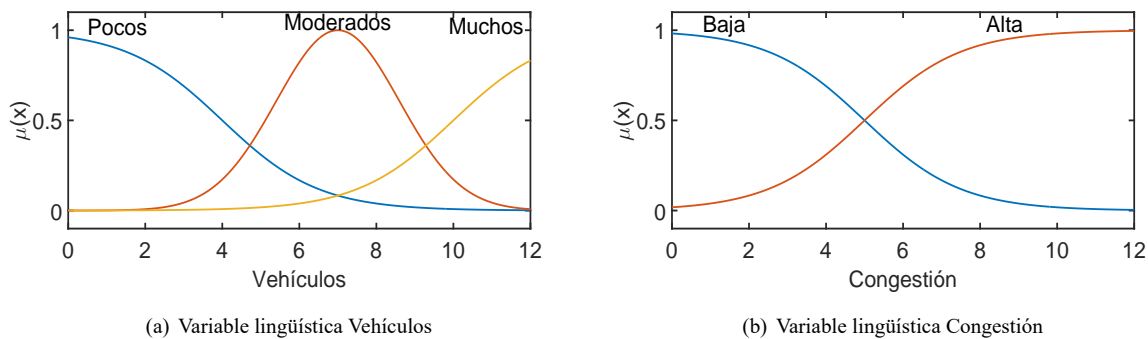 Pocos Moderados Muchos
1
0.5
0
μ(x)
0 2 4 6 8 10 12
Vehículos
(a) Variable lingüística Vehículos
Baja Alta
1
0.5
0
μ(x)
0 2 4 6 8 10 12
Congestión
(b) Variable lingüística Congestión